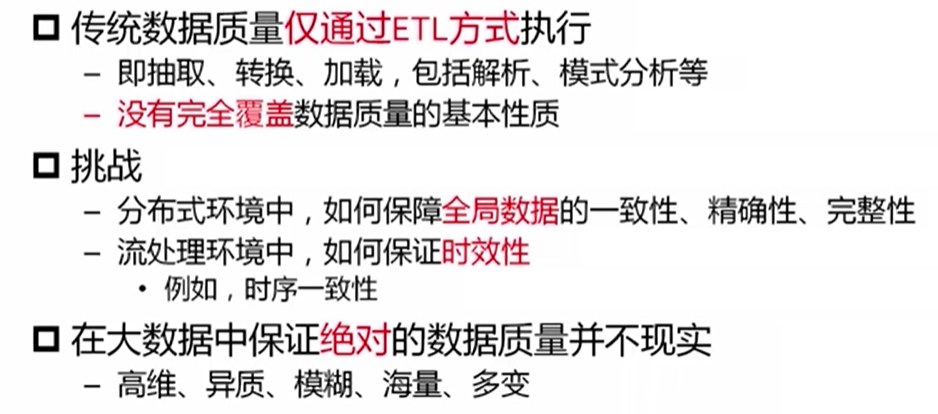 传统数据质量仅通过ETL方式执行
– 即抽取、转换、加载，包括解析、模式分析等
– 没有完全覆盖数据质量的基本性质
挑战
– 分布式环境中，如何保障全局数据的一致性、精确性、完整性
– 流处理环境中，如何保证时效性
• 例如，时序一致性
在大数据中保证绝对的数据质量并不现实
– 高维、异质、模糊、海量、多变